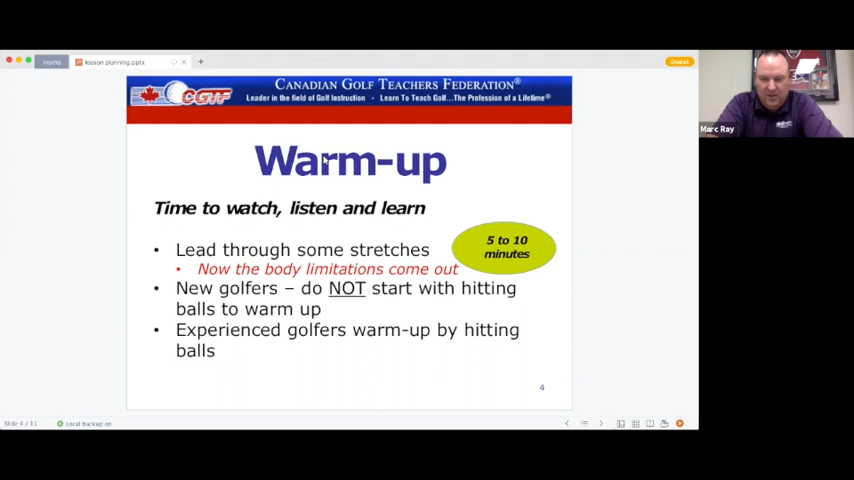 Home
lesson planning.pptx
Guest
CGTF
CANADIAN GOLF TEACHERS FEDERATION®
Leader in the field of Golf Instruction - Learn To Teach Golf...The Profession of a Lifetime®
Marc Ray
Warm-up
Time to watch, listen and learn
5 to 10
minutes
• Lead through some stretches
• Now the body limitations come out
• New golfers – do NOT start with hitting
balls to warm up
• Experienced golfers warm-up by hitting
balls
4
Slide 4 / 11
Local backup on